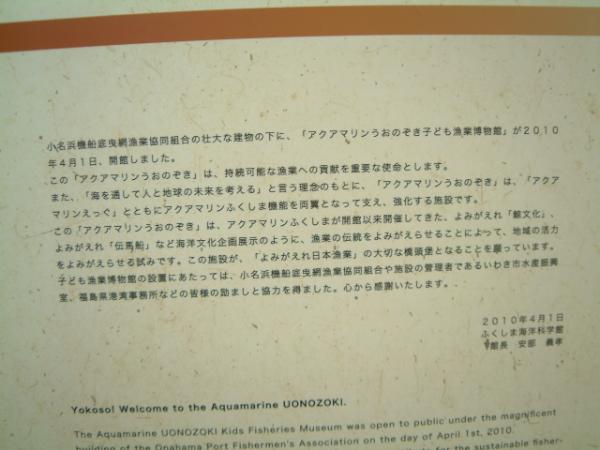 小名浜機船底曳網漁業協同組合の壮大な建物の下に、「アクアマリンうおのぞき子ども漁業博物館」が2010
年4月1日、開館しました。
この「アクアマリンうおのぞき」は、持続可能な漁業への貢献を重要な使命とします。
また、「海を通して人と地球の未来を考える」と言う理念のもとに、「アクアマリンうおのぞき」は、「アクア
マリンえっぐ」とともにアクアマリンふくしま機能を両翼となって支え、強化する施設です。
この「アクアマリンうおのぞき」は、アクアマリンふくしまが開館以来開催してきた、よみがえれ「鯨文化」、
よみがえれ「伝馬船」など海洋文化企画展示のように、漁業の伝統をよみがえらせることによって、地域の活力
をよみがえらせる試みです。この施設が、「よみがえれ日本漁業」の大切な橋頭堡となることを願っています。
子ども漁業博物館の設置にあたっては、小名浜機船底曳網漁業協同組合や施設の管理者であるいわき市水産振興
室、福島県港湾事務所などの皆様の励ましと協力を得ました。心から感謝いたします。
2010年4月1日
ふくしま海洋科学館
館長 安部 義孝
Yokoso! Welcome to the Aquamarine UONOZOKI.
The Aquamarine UONOZOKI Kids Fisheries Museum was open to public under the magnificent
building of the Onahama Port Fishermen's Association on the day of April 1st, 2010.
for the sustainable fisher-